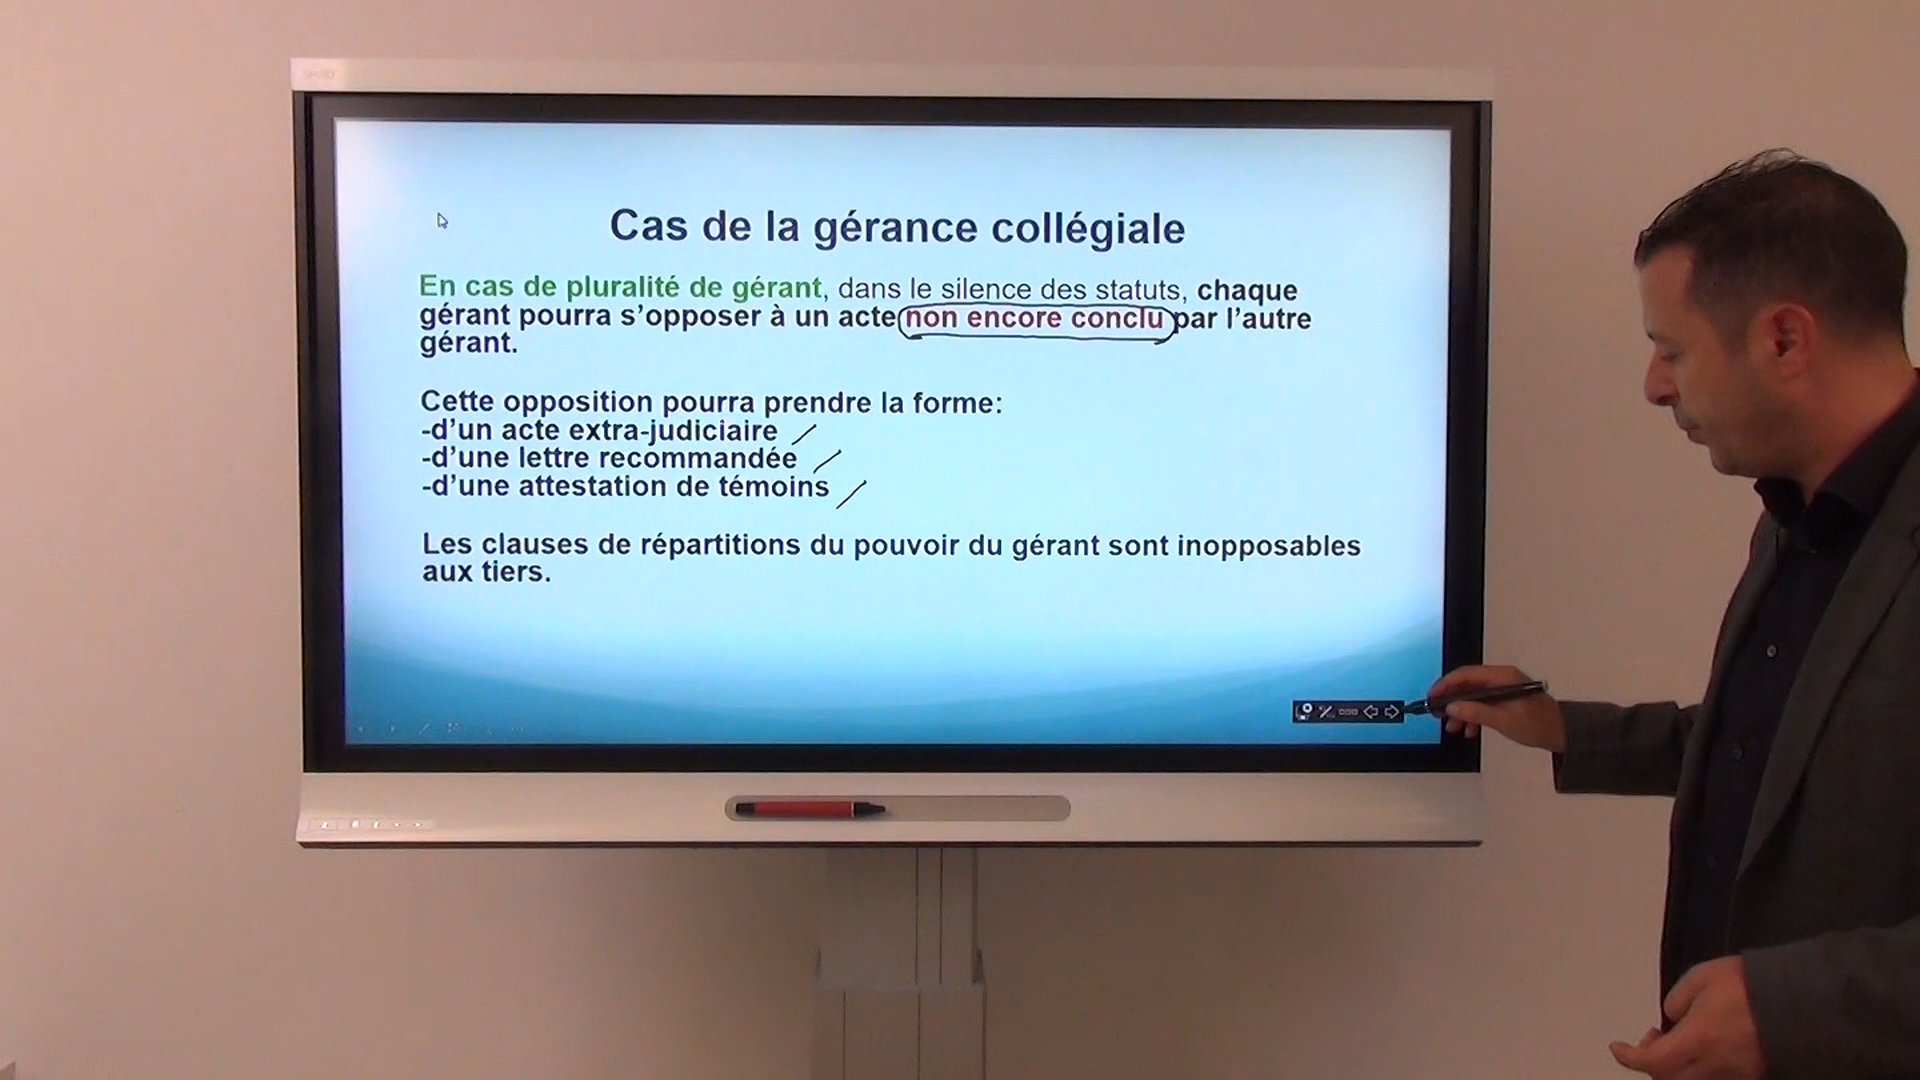 SMART
Cas de la gérance collégiale
En cas de pluralité de gérant, dans le silence des statuts, chaque
gérant pourra s’opposer à un acte non encore conclu par l’autre
gérant.
Cette opposition pourra prendre la forme:
-d’un acte extra-judiciaire
-d’une lettre recommandée
-d’une attestation de témoins
Les clauses de répartitions du pouvoir du gérant sont inopposables
aux tiers.